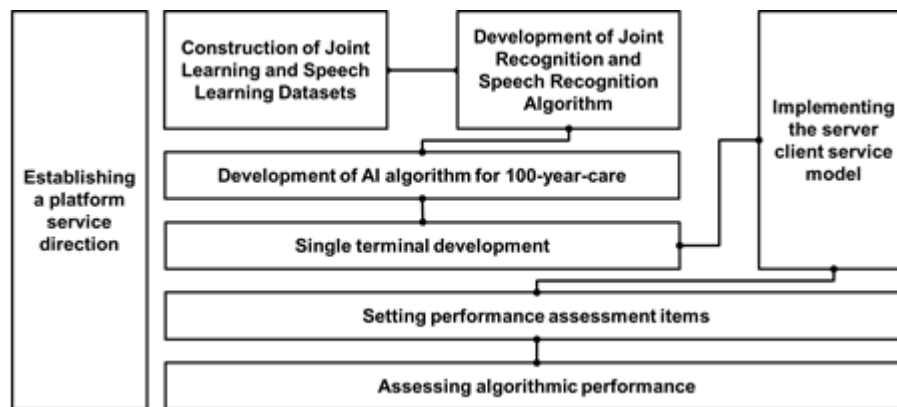 Establishing
a platform
service
direction
Construction of Joint
Learning and Speech
Learning Datasets
Development of Joint
Recognition and
Speech Recognition
Algorithm
Development of AI algorithm for 100-year-care
Single terminal development
Implementing
the server
client service
model
Setting performance assessment items
Assessing algorithmic performance